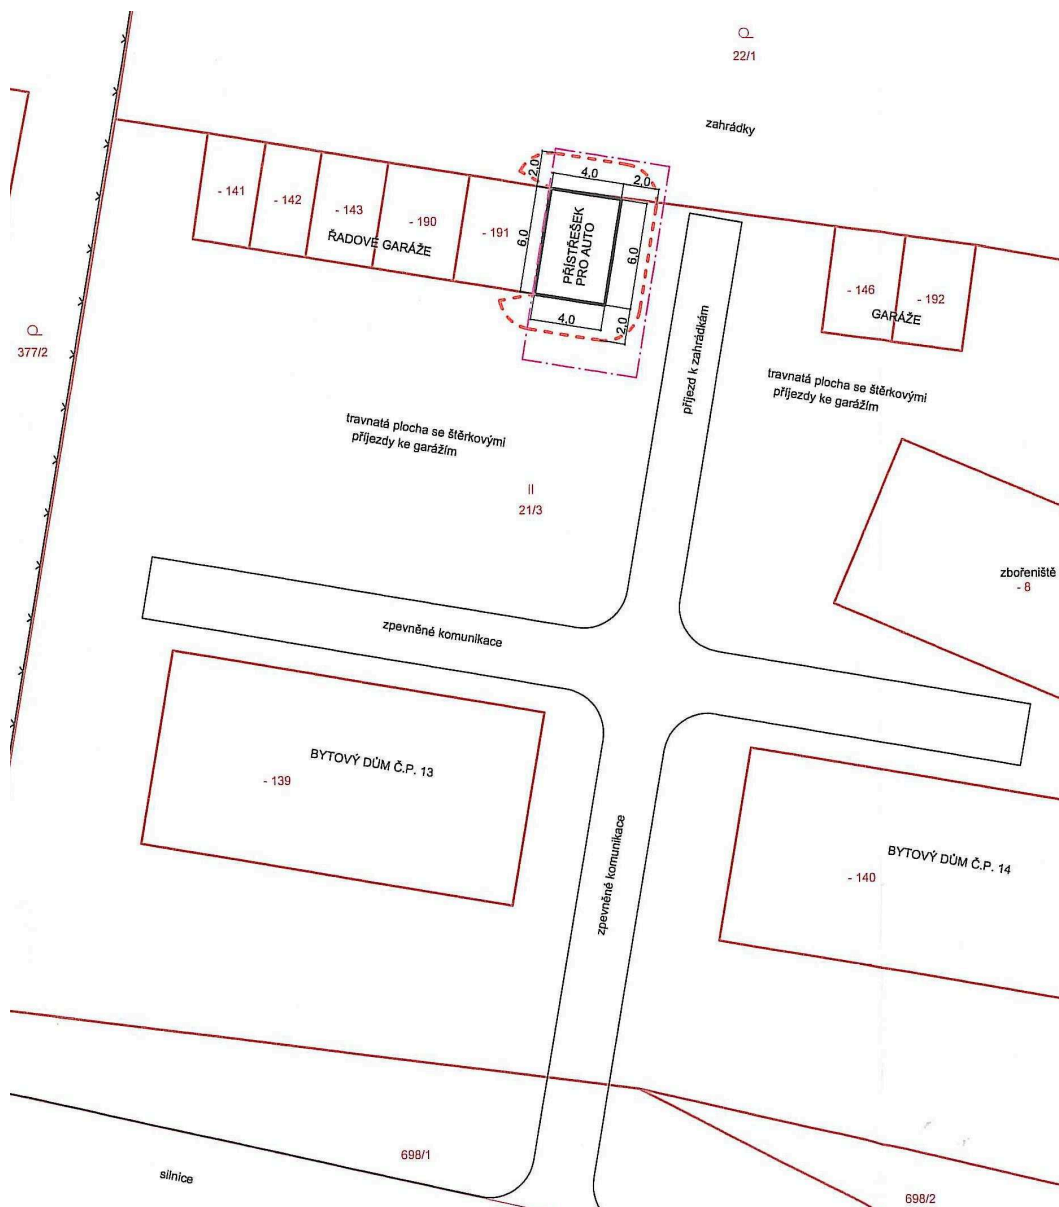 22/1
zahrádky
2,0
4,0
2,0
- 141
- 142
- 143
- 190
- 191
ŘADOVÉ GARÁŽE
6,0
PŘÍSTŘEŠEK
PRO AUTO
6,0
4,0
2,0
- 146
- 192
GARÁŽE
377/2
příjezd k zahrádkám
travnatá plocha se štěrkovými
příjezdy ke garážím
travnatá plocha se štěrkovými
příjezdy ke garážím
21/3
zbořeniště
- 8
zpevněné komunikace
BYTOVÝ DŮM Č.P. 13
- 139
zpevněné komunikace
BYTOVÝ DŮM Č.P. 14
- 140
698/1
silnice
698/2